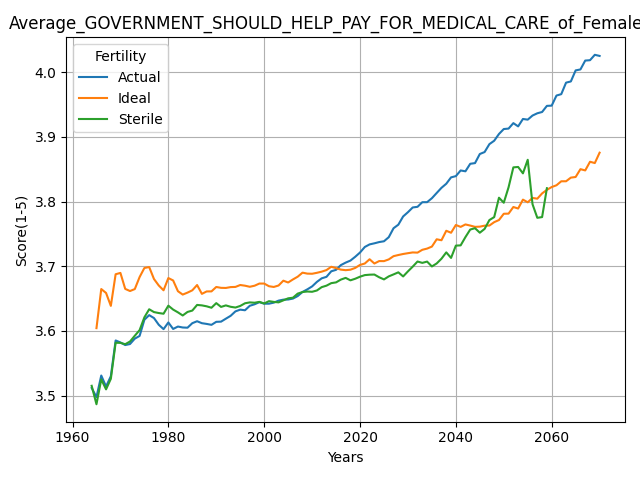 Average_GOVERNMENT_SHOULD_HELP_PAY_FOR_MEDICAL_CARE_of_Female
Fertility
Actual
Ideal
Sterile
4.0
3.9
3.8
3.7
3.6
3.5
Score(1-5)
1960 1980 2000 2020 2040 2060
Years